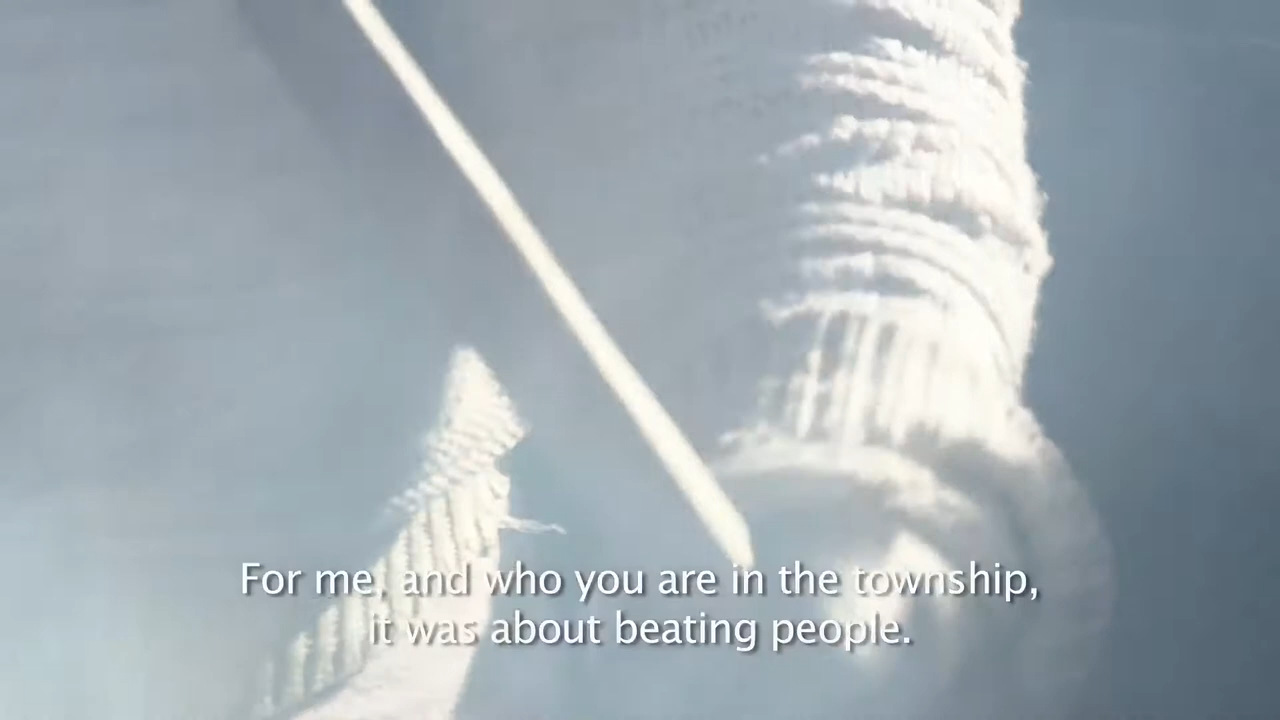 For me, and who you are in the township,
it was about beating people.